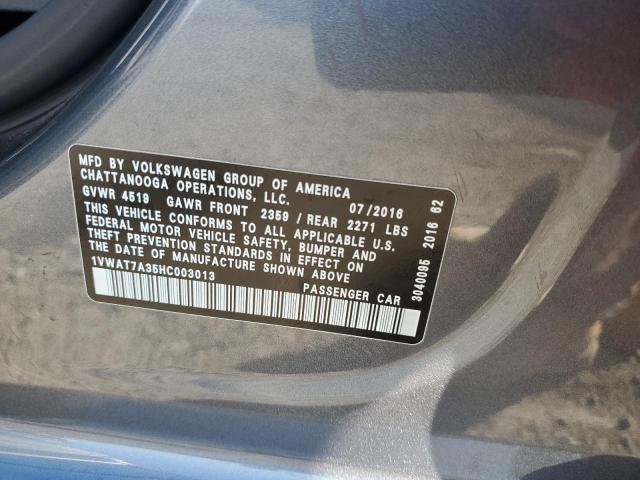 MFD BY VOLKSWAGEN GROUP OF AMERICA
CHATTANOOGA OPERATIONS, LLC. 07/2016
GVWR 4519 GAWR FRONT 2359 / REAR 2271 LBS
THIS VEHICLE CONFORMS TO ALL APPLICABLE U.S.
FEDERAL MOTOR VEHICLE SAFETY, BUMPER AND
THEFT PREVENTION STANDARDS IN EFFECT ON
THE DATE OF MANUFACTURE SHOWN ABOVE
1VWAT7A35HC003013 PASSENGER CAR
3040095 2016 62